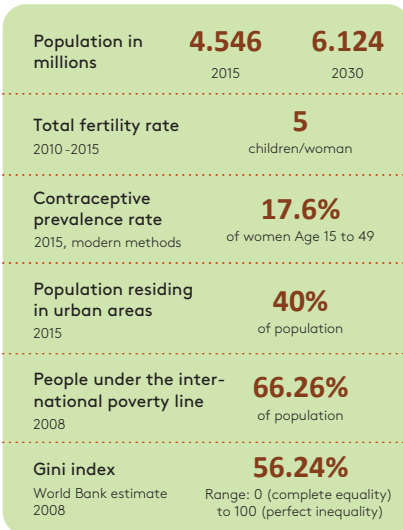 Population in
millions
4.546
2015
6.124
2030
Total fertility rate
2010-2015
5
children/woman
Contraceptive
prevalence rate
2015, modern methods
17.6%
of women Age 15 to 49
Population residing
in urban areas
2015
40%
of population
People under the inter-
national poverty line
2008
66.26%
of population
Gini index
World Bank estimate
2008
56.24%
Range: 0 (complete equality)
to 100 (perfect inequality)